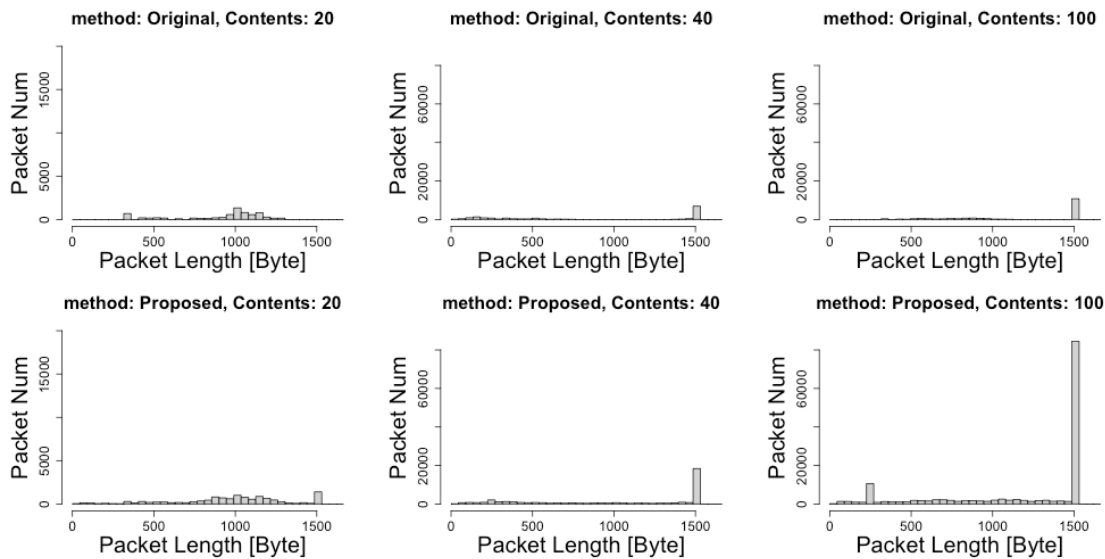 method: Original, Contents: 20
method: Original, Contents: 40
method: Original, Contents: 100
Packet Num
0 5000 15000
0 500 1000 1500
Packet Length [Byte]
Packet Num
0 20000 60000
0 500 1000 1500
Packet Length [Byte]
Packet Num
0 20000 60000
0 500 1000 1500
Packet Length [Byte]
method: Proposed, Contents: 20
method: Proposed, Contents: 40
method: Proposed, Contents: 100
Packet Num
0 5000 15000
0 500 1000 1500
Packet Length [Byte]
Packet Num
0 20000 60000
0 500 1000 1500
Packet Length [Byte]
Packet Num
0 20000 60000
0 500 1000 1500
Packet Length [Byte]